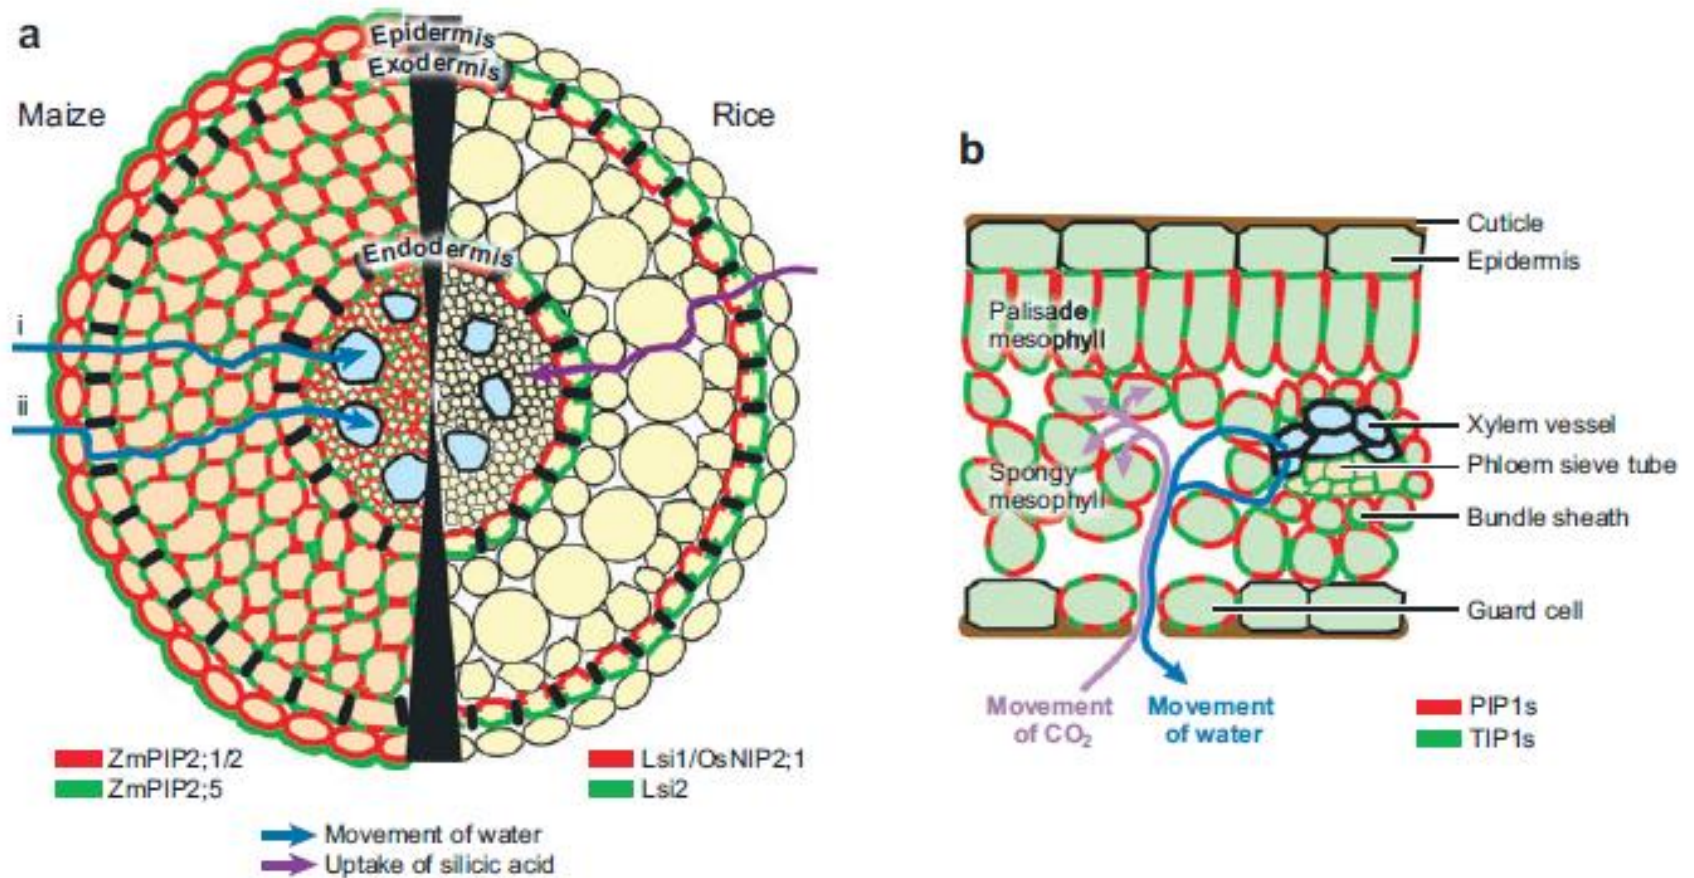 a
Epidermis
Exodermis
Maize
Rice
Endodermis
i
ii
ZmPIP2;1/2
ZmPIP2;5
Lsi1/OsNIP2;1
Lsi2
Movement of water
Uptake of silicic acid
b
Cuticle
Epidermis
Palisade
mesophyll
Xylem vessel
Phloem sieve tube
Spongy
mesophyll
Bundle sheath
Guard cell
Movement
of CO₂
Movement
of water
PIP1s
TIP1s